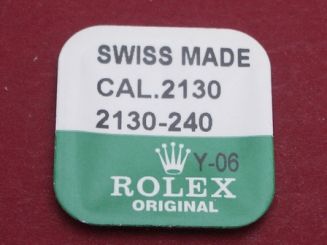 SWISS MADE
CAL.2130
2130-240
Y-06
ROLEX
ORIGINAL